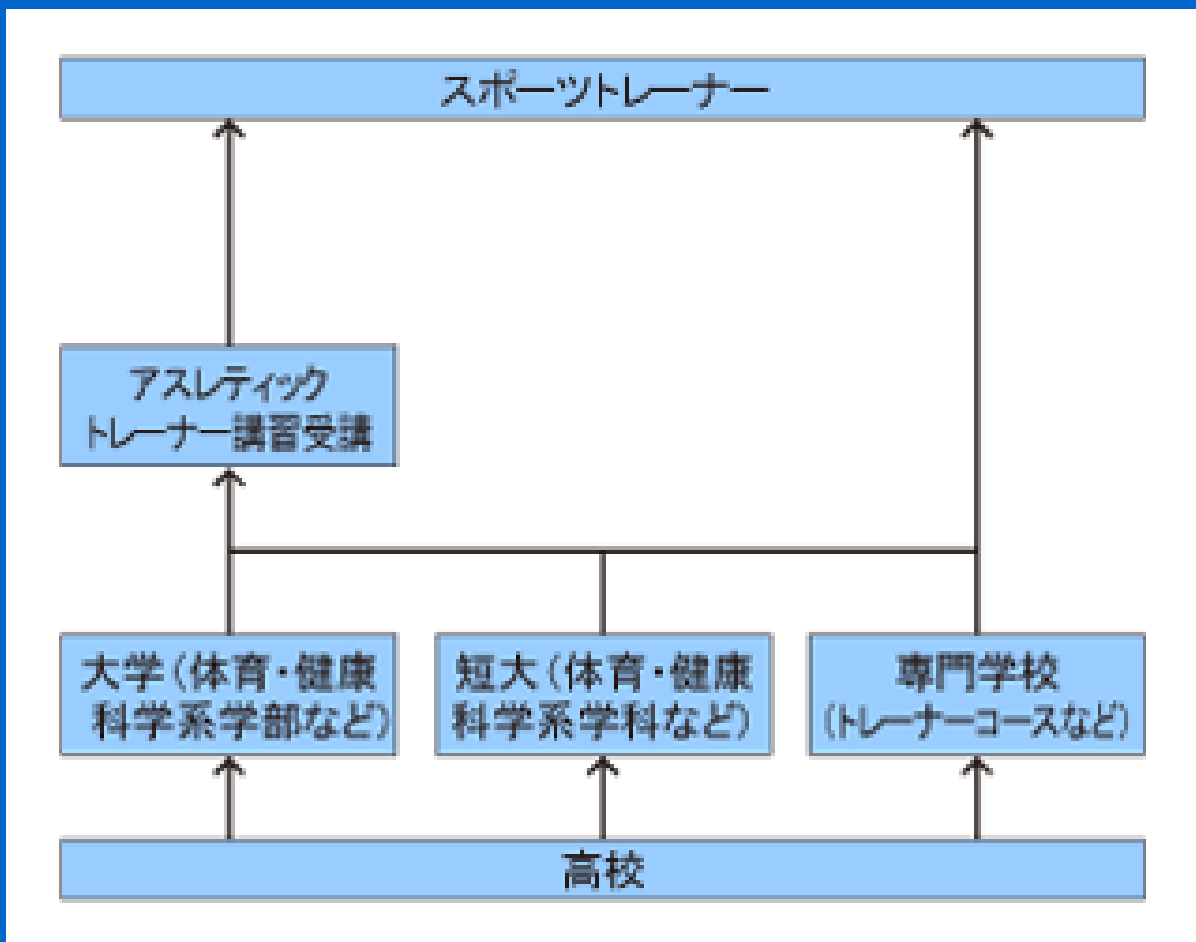 スポーツトレーナー
アスレティック
トレーナー講習受講
大学(体育・健康
科学系学部など)
短大(体育・健康
科学系学科など)
専門学校
(トレーナーコースなど)
高校